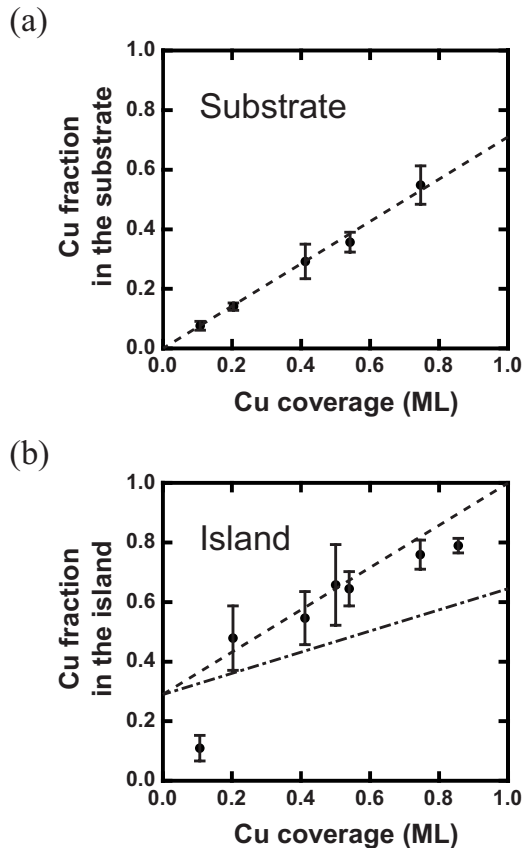 (a)
Substrate
Cu fraction
in the substrate
1.0
0.8
0.6
0.4
0.2
0.0
0.0 0.2 0.4 0.6 0.8 1.0
Cu coverage (ML)
(b)
Island
Cu fraction
in the island
1.0
0.8
0.6
0.4
0.2
0.0
0.0 0.2 0.4 0.6 0.8 1.0
Cu coverage (ML)